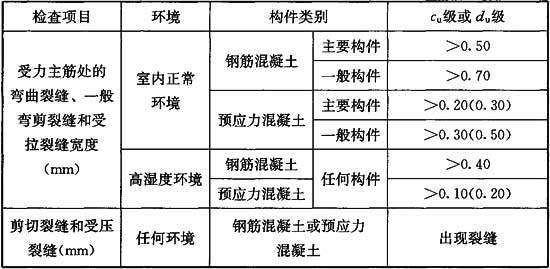 检查项目 环境 构件类别 cu级或 du级
受力主筋处的
弯曲裂缝、一般
弯剪裂缝和受
拉裂缝宽度
(mm)
室内正常
环境
钢筋混凝土
主要构件 >0.50
一般构件 >0.70
预应力混凝土
主要构件 >0.20(0.30)
一般构件 >0.30(0.50)
高湿度环境
钢筋混凝土
预应力混凝土
任何构件
>0.40
>0.10(0.20)
剪切裂缝和受压
裂缝(mm)
任何环境
钢筋混凝土或预应力
混凝土
出现裂缝